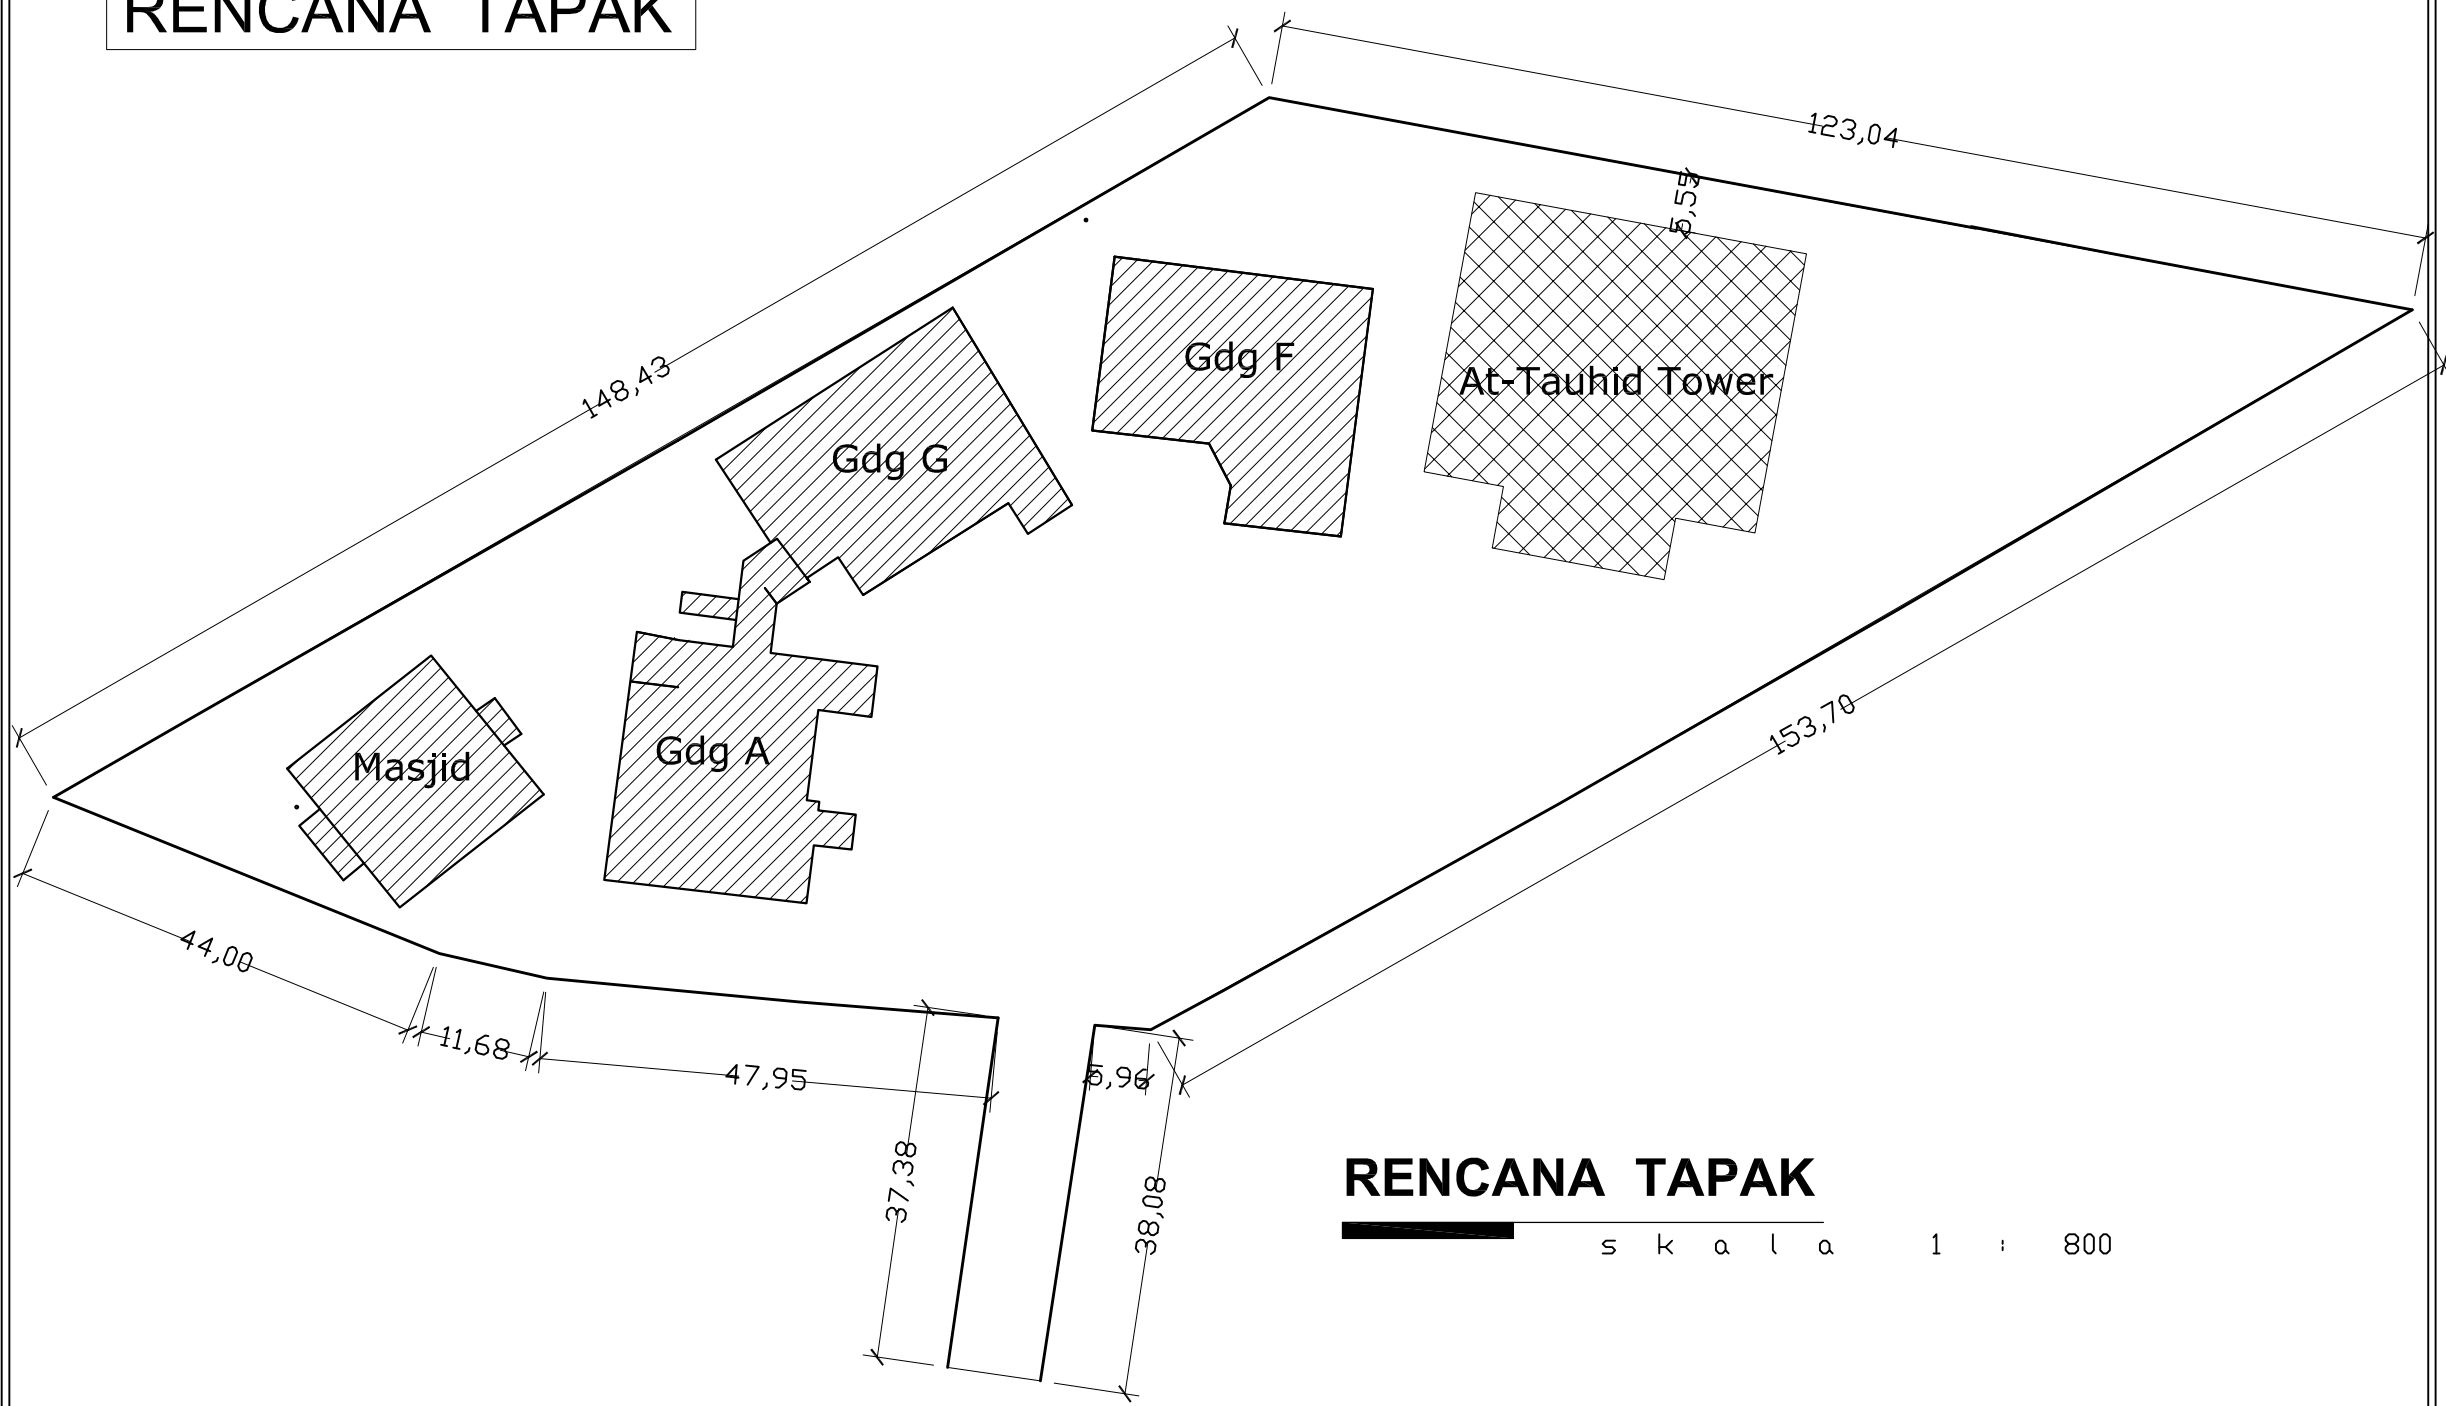 RENCANA TAPAK
123,04
5,55
148,43
Gdg F
At-Tauhid Tower
Gdg G
153,70
Gdg A
Masjid
44,00
11,68
47,95
5,96
37,38
38,08
RENCANA TAPAK
skala 1 : 800